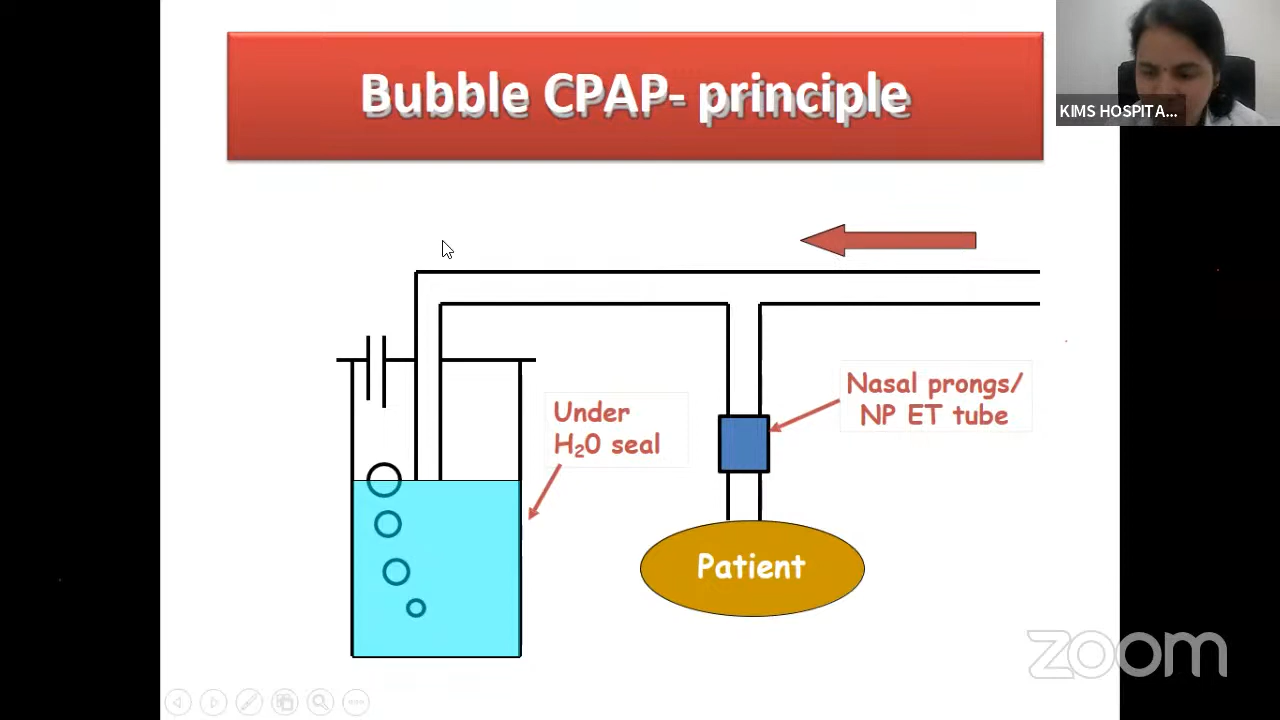 Bubble CPAP- principle
KIMS HOSPITA...
Nasal prongs/
NP ET tube
Under
H₂0 seal
Patient
zoom